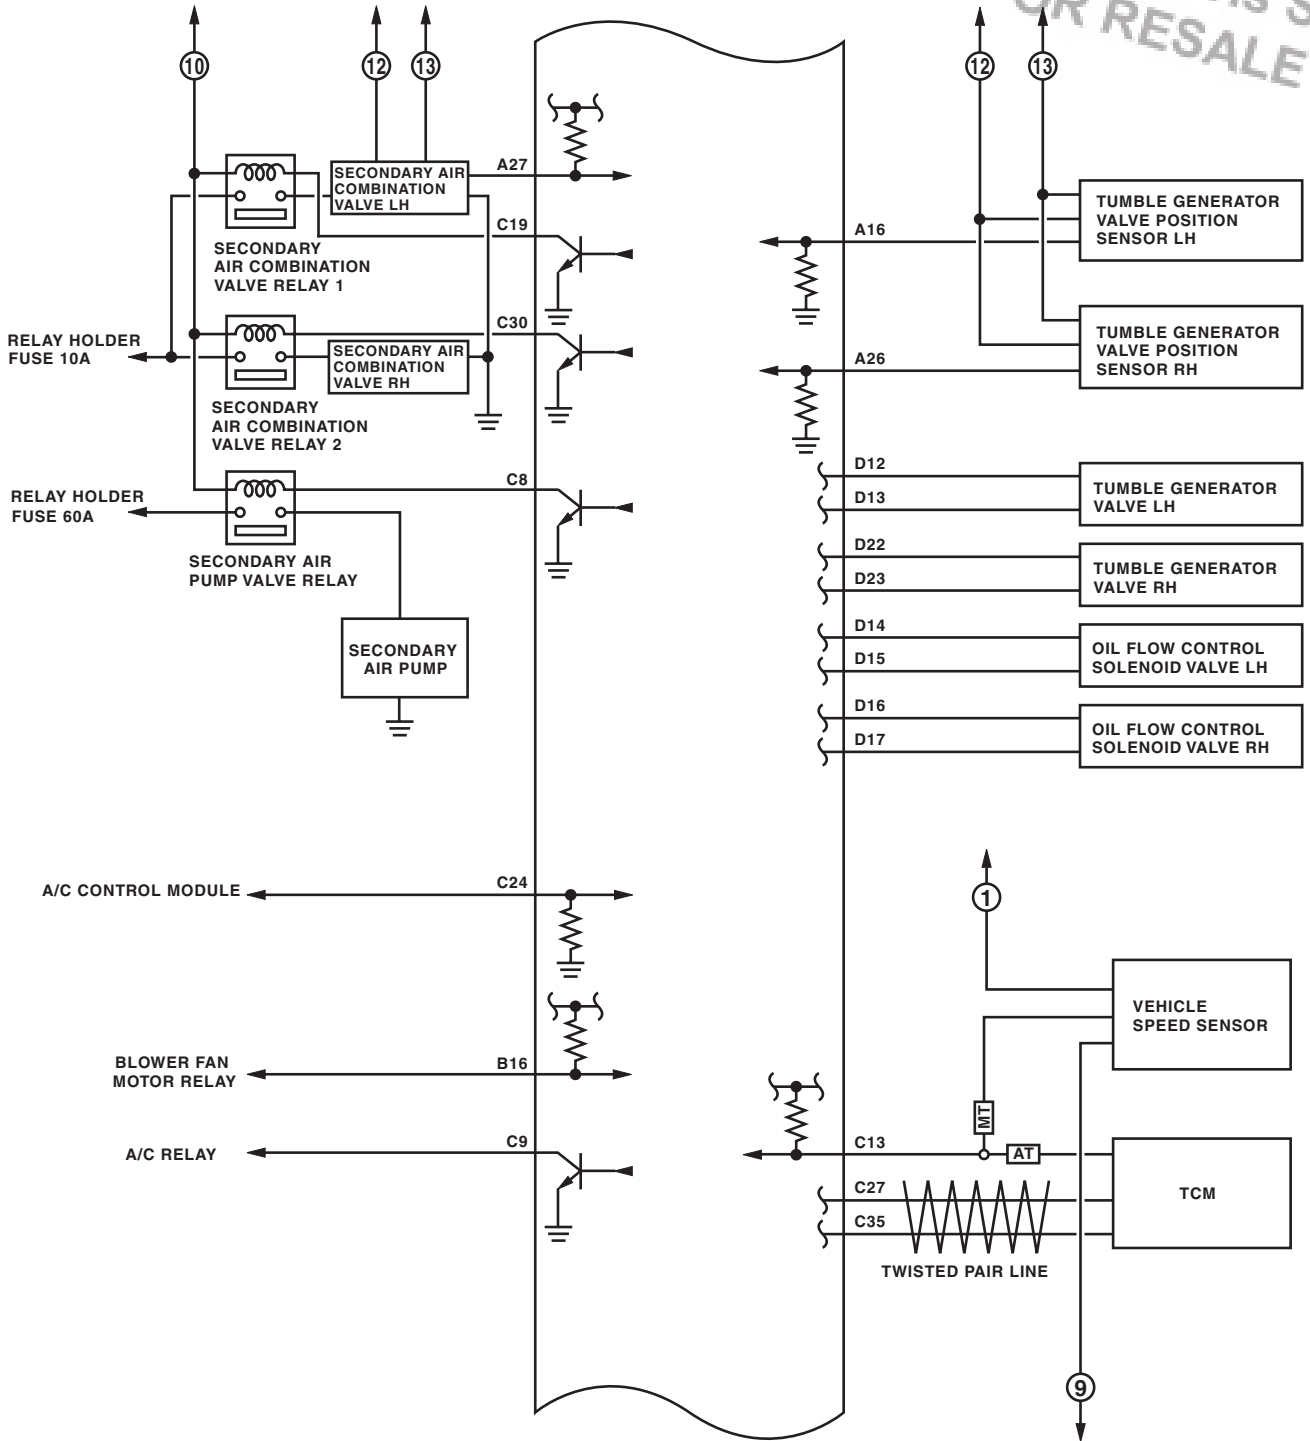 is S
OR RESALE
10
12
13
12
13
A27
SECONDARY AIR
COMBINATION
VALVE LH
C19
SECONDARY
AIR COMBINATION
VALVE RELAY 1
C30
RELAY HOLDER
FUSE 10A
SECONDARY AIR
COMBINATION
VALVE RH
SECONDARY
AIR COMBINATION
VALVE RELAY 2
C8
RELAY HOLDER
FUSE 60A
SECONDARY AIR
PUMP VALVE RELAY
SECONDARY
AIR PUMP
A/C CONTROL MODULE
C24
BLOWER FAN
MOTOR RELAY
B16
A/C RELAY
C9
A16
TUMBLE GENERATOR
VALVE POSITION
SENSOR LH
A26
TUMBLE GENERATOR
VALVE POSITION
SENSOR RH
D12
D13
TUMBLE GENERATOR
VALVE LH
D22
D23
TUMBLE GENERATOR
VALVE RH
D14
D15
OIL FLOW CONTROL
SOLENOID VALVE LH
D16
D17
OIL FLOW CONTROL
SOLENOID VALVE RH
1
VEHICLE
SPEED SENSOR
MT
C13
AT
C27
C35
TCM
TWISTED PAIR LINE
9